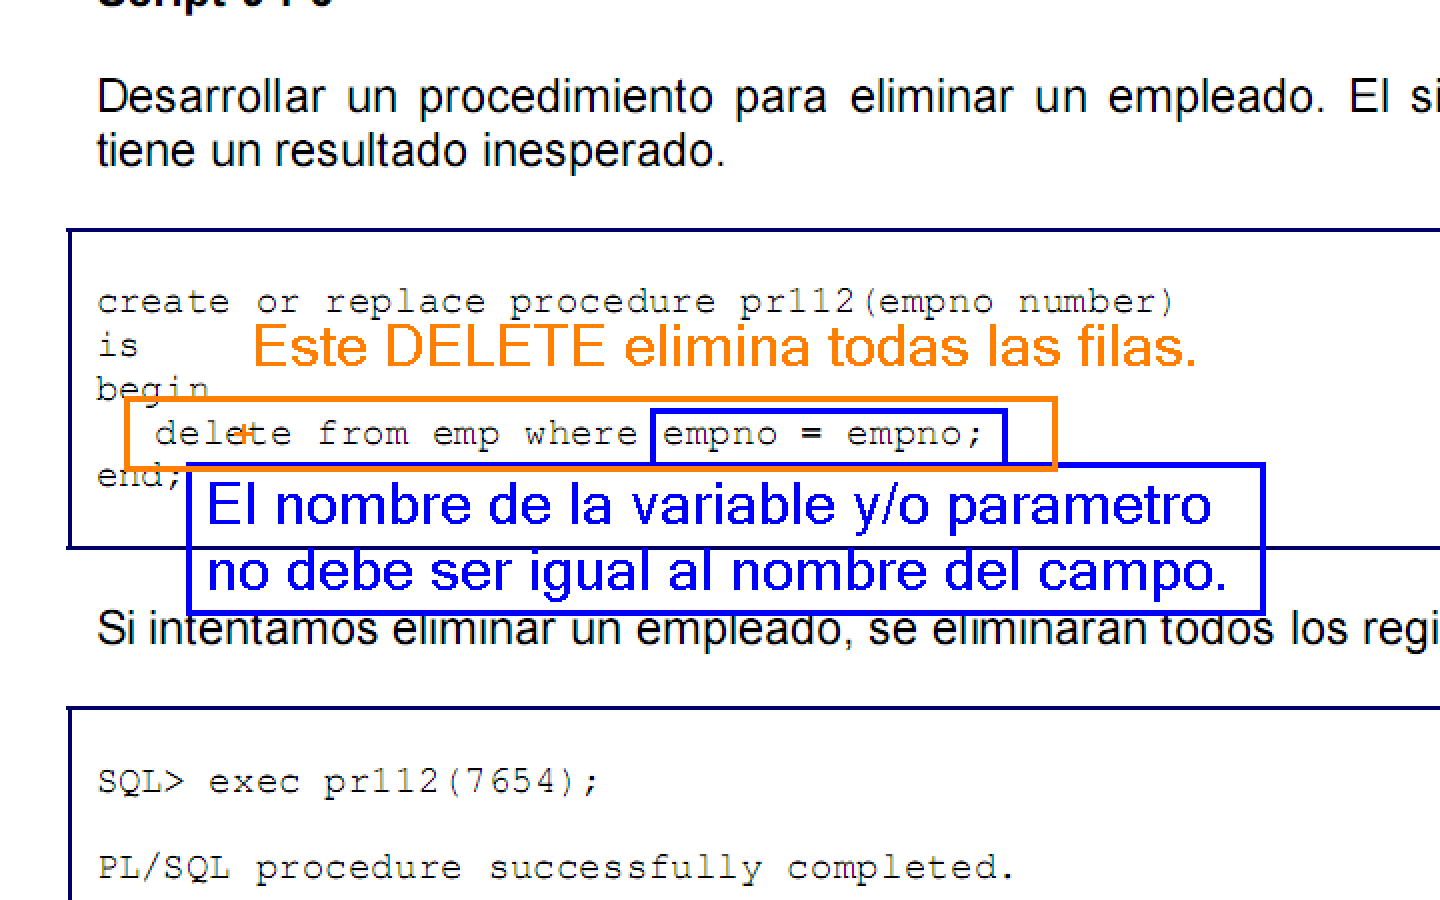 Desarrollar un procedimiento para eliminar un empleado. El si
tiene un resultado inesperado.
create or replace procedure pr112(empno number)
is
Este DELETE elimina todas las filas.
begin
delete from emp where empno = empno;
end;
El nombre de la variable y/o parametro
no debe ser igual al nombre del campo.
Si intentamos eliminar un empleado, se eliminaran todos los regi
SQL> exec pr112(7654);
PL/SQL procedure successfully completed.